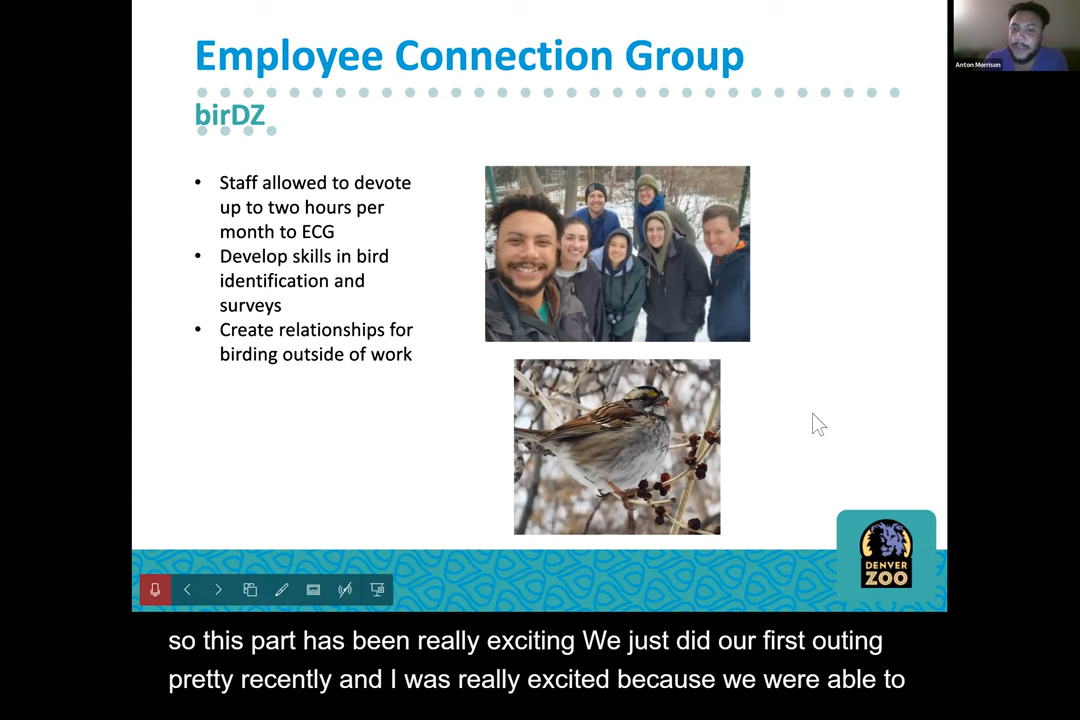 Employee Connection Group
birDZ
• Staff allowed to devote
up to two hours per
month to ECG
• Develop skills in bird
identification and
surveys
• Create relationships for
birding outside of work
Anton Morrison
DENVER
ZOO
so this part has been really exciting We just did our first outing
pretty recently and I was really excited because we were able to